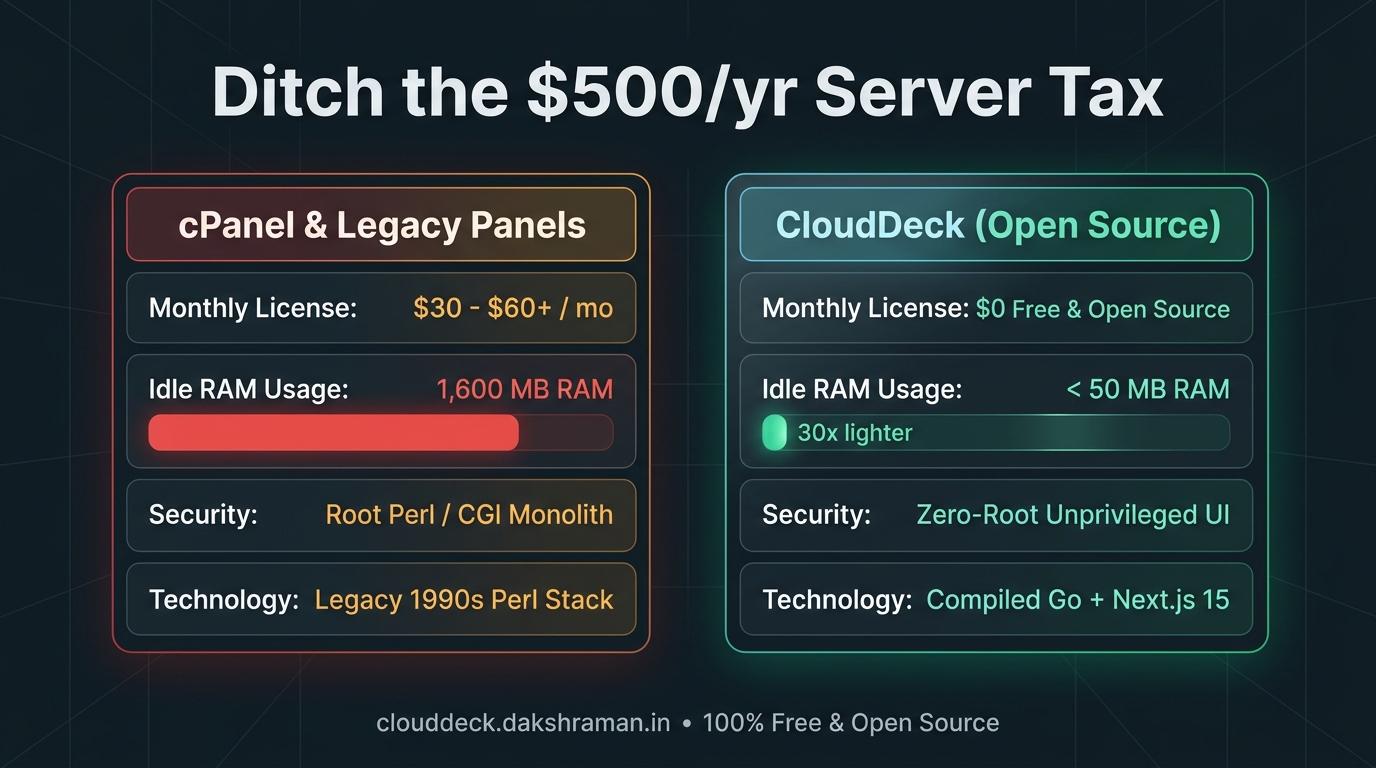 Ditch the $500/yr Server Tax
cPanel & Legacy Panels
Monthly License: $30 - $60+ / mo
Idle RAM Usage: 1,600 MB RAM
Security: Root Perl / CGI Monolith
Technology: Legacy 1990s Perl Stack
CloudDeck (Open Source)
Monthly License: $0 Free & Open Source
Idle RAM Usage: < 50 MB RAM
30x lighter
Security: Zero-Root Unprivileged UI
Technology: Compiled Go + Next.js 15
clouddeck.dakshraman.in • 100% Free & Open Source